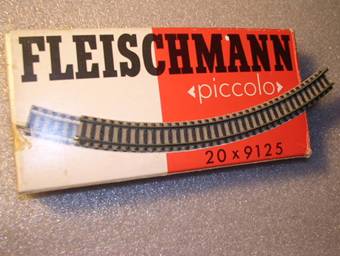 FLEISCHMANN
«piccolo»
20 x 9125